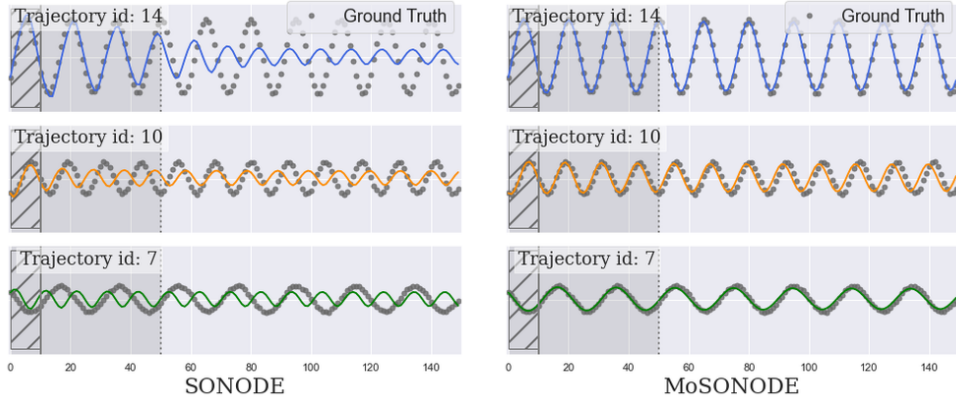 Trajectory id: 14
Ground Truth
Trajectory id: 10
Trajectory id: 7
0 20 40 60 80 100 120 140
SONODE
Trajectory id: 14
Ground Truth
Trajectory id: 10
Trajectory id: 7
0 20 40 60 80 100 120 140
MoSONODE